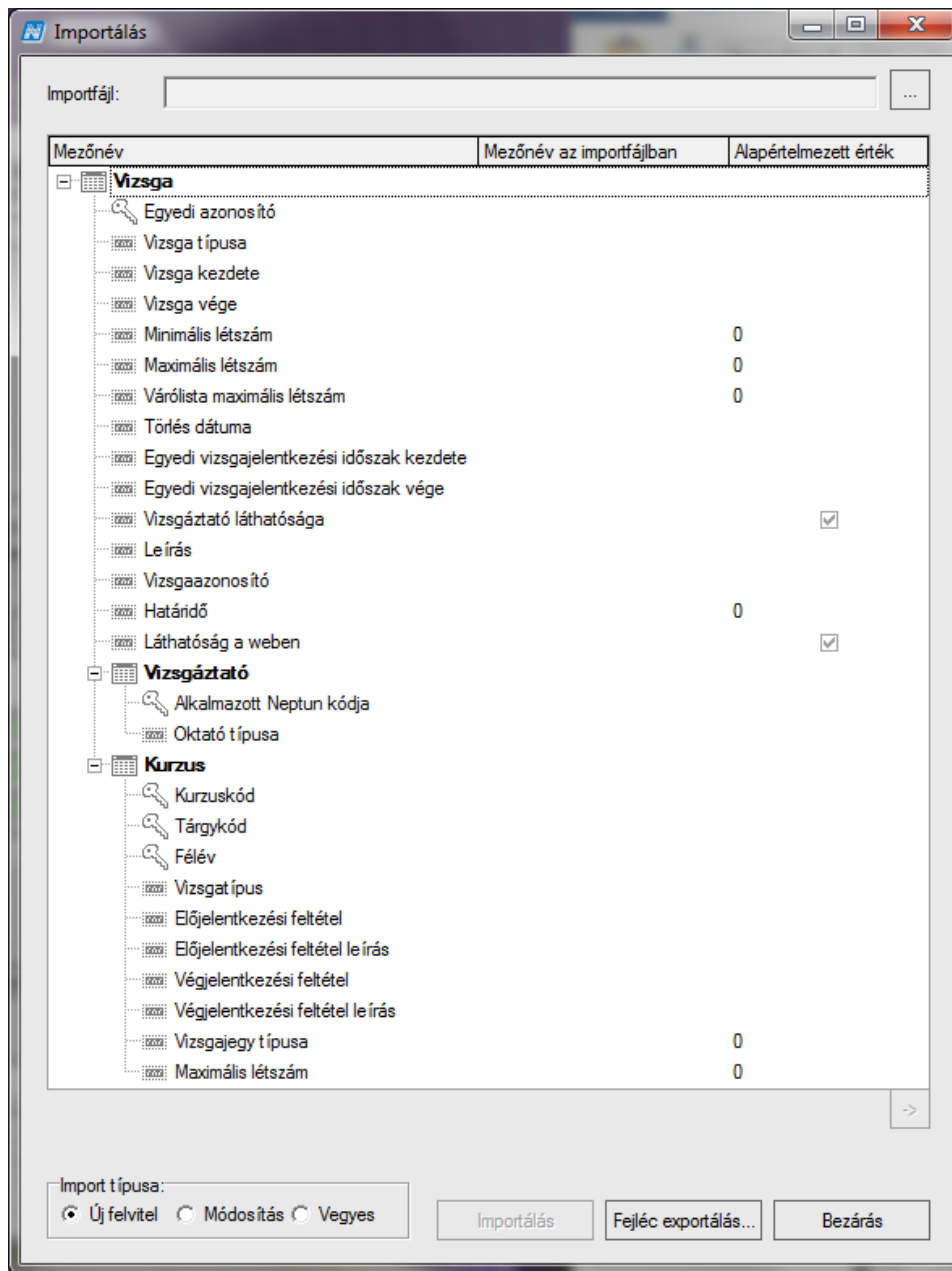 Importálás
Importfájl:
...
Mezőnév Mezőnév az importfájlban Alapértelmezett érték
Vizsga
Egyedi azonosító
Vizsga típusa
Vizsga kezdete
Vizsga vége
Minimális létszám 0
Maximális létszám 0
Várólista maximális létszám 0
Törlés dátuma
Egyedi vizsgajelentkezési időszak kezdete
Egyedi vizsgajelentkezési időszak vége
Vizsgáztató láthatósága
Leírás
Vizsgaazonosító
Határidő 0
Láthatóság a weben
Vizsgáztató
Alkalmazott Neptun kódja
Oktató típusa
Kurzus
Kurzuskód
Tárgykód
Félév
Vizsgatípus
Előjelentkezési feltétel
Előjelentkezési feltétel leírás
Végjelentkezési feltétel
Végjelentkezési feltétel leírás
Vizsgajegy típusa 0
Maximális létszám 0
->
Import típusa:
Új felvitel Módosítás Vegyes Importálás Fejléc exportálás... Bezárás